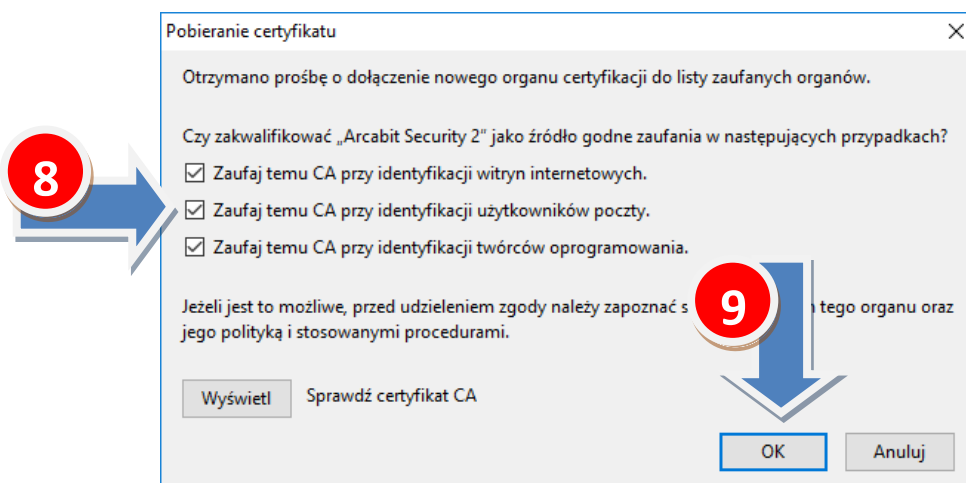 Pobieranie certyfikatu
Otrzymano prośbę o dołączenie nowego organu certyfikacji do listy zaufanych organów.
Czy zakwalifikować „Arcabit Security 2" jako źródło godne zaufania w następujących przypadkach?
8
Zaufaj temu CA przy identyfikacji witryn internetowych.
Zaufaj temu CA przy identyfikacji użytkowników poczty.
Zaufaj temu CA przy identyfikacji twórców oprogramowania.
9
Jeżeli jest to możliwe, przed udzieleniem zgody należy zapoznać tego organu oraz
jego polityką i stosowanymi procedurami.
Wyświetl Sprawdź certyfikat CA
OK Anuluj